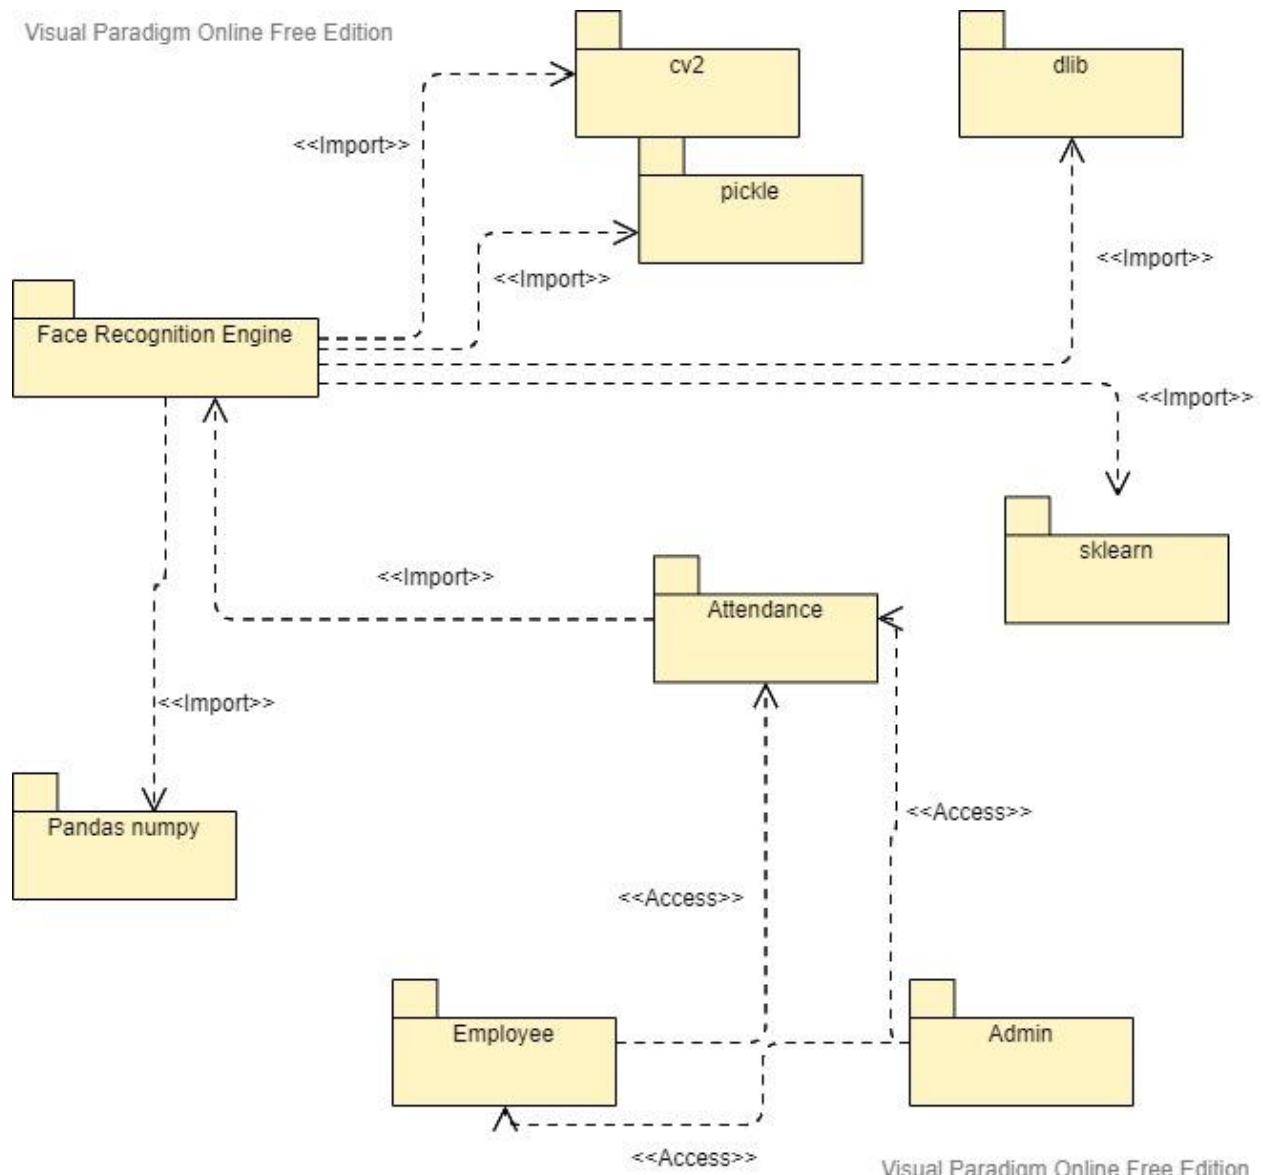 Visual Paradigm Online Free Edition
cv2
dlib
<<Import>>
pickle
<<Import>>
<<Import>>
Face Recognition Engine
<<Import>>
sklearn
<<Import>>
Attendance
<<Import>>
Pandas numpy
<<Access>>
<<Access>>
Employee
Admin
<<Access>>
Visual Paradigm Online Free Edition